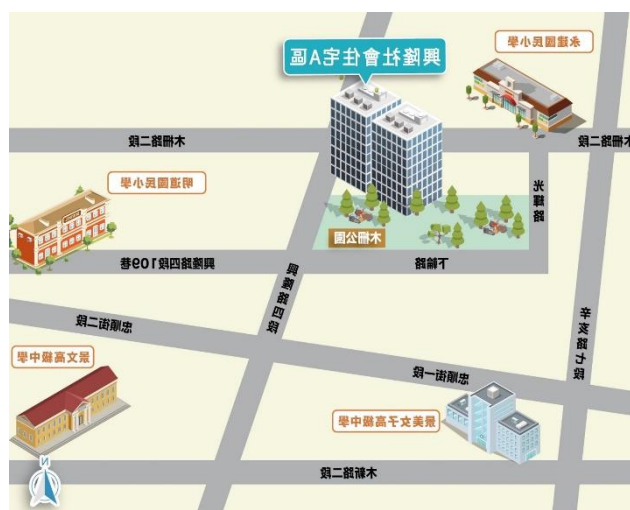 永建國民小學
興隆社會住宅A區
木柵路二段
木柵路二段
明道國民小學
光輝路
木柵公園
興隆路四段109巷
下輪路
興隆路四段
忠順街二段
辛亥路七段
景文高級中學
忠順街一段
景美女子高級中學
木新路二段
N